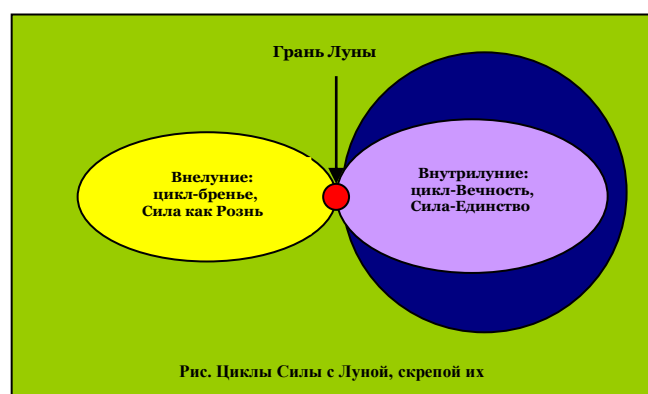 Грань Луны
Внелуние:
цикл-бренье,
Сила как Рознь
Внутрилуние:
цикл-Вечность,
Сила-Единство
Рис. Циклы Силы с Луной, скрепой их